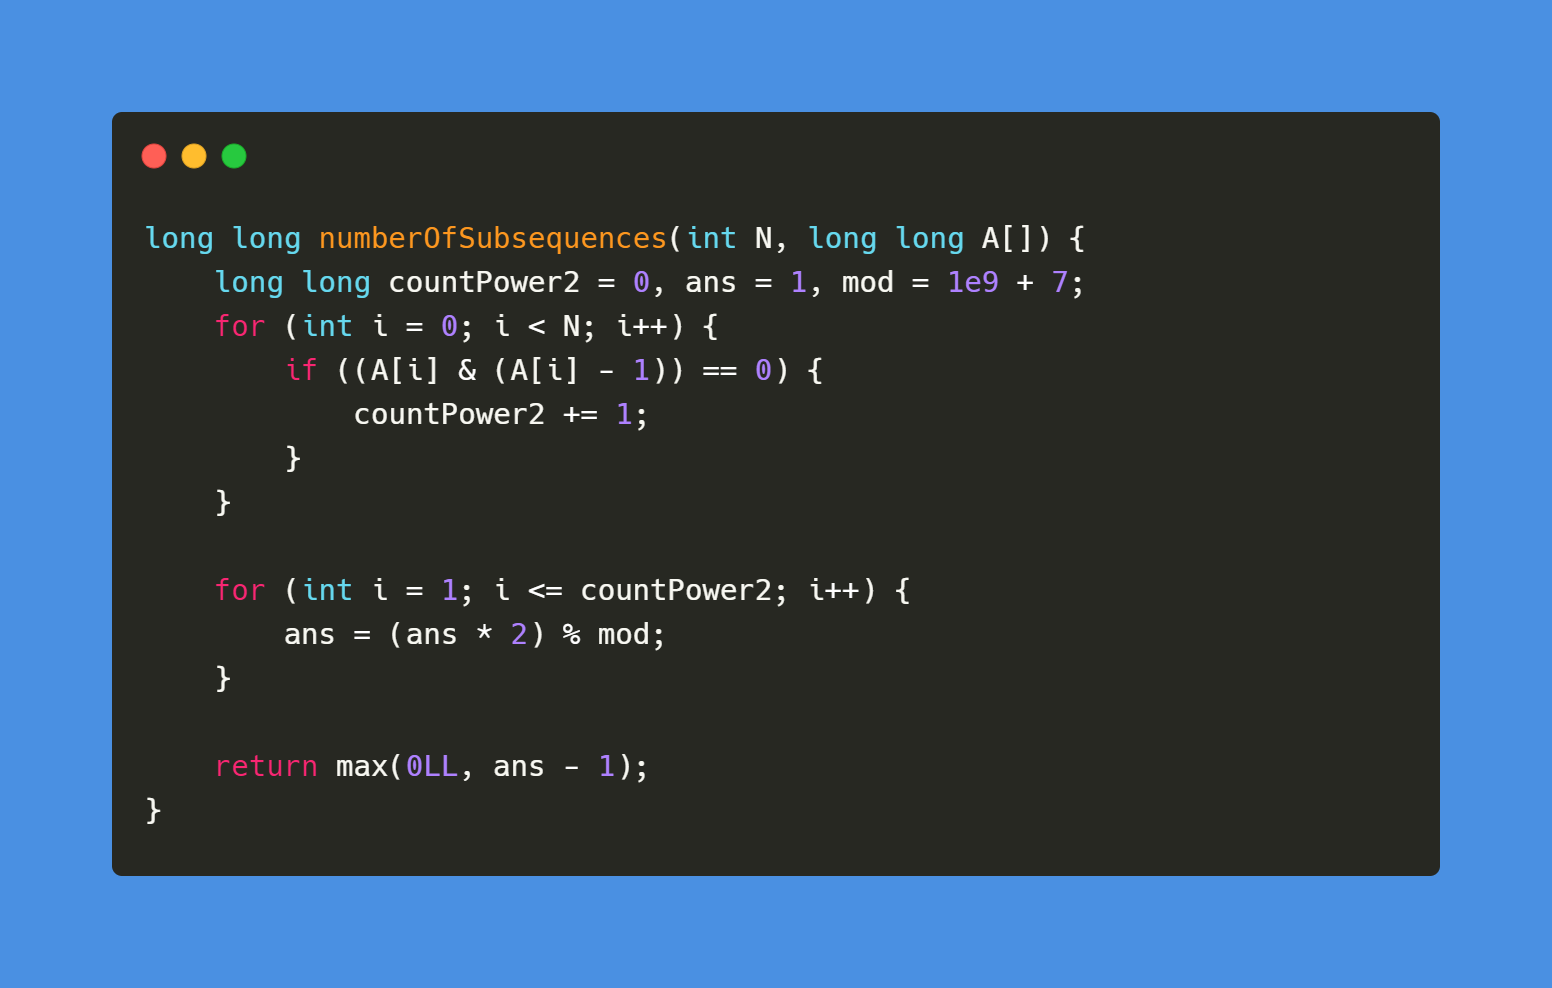 long long numberOfSubsequences(int N, long long A[]) {
    long long countPower2 = 0, ans = 1, mod = 1e9 + 7;
    for (int i = 0; i < N; i++) {
        if ((A[i] & (A[i] - 1)) == 0) {
            countPower2 += 1;
        }
    }

    for (int i = 1; i <= countPower2; i++) {
        ans = (ans * 2) % mod;
    }

    return max(0LL, ans - 1);
}